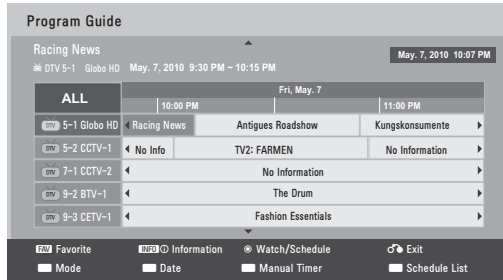 Program Guide
Racing News
May. 7, 2010 10:07 PM
DTV 5-1 Globo HD May. 7, 2010 9:30 PM ~ 10:15 PM
ALL
Fri, May. 7
10:00 PM 11:00 PM
DTV 5-1 Globo HD Racing News Antigues Roadshow Kungskonsumente
DTV 5-2 CCTV-1 No Info TV2: FARMEN No Information
DTV 7-1 CCTV-2 No Information
DTV 9-2 BTV-1 The Drum
DTV 9-3 CETV-1 Fashion Essentials
FAV Favorite INFO Information Watch/Schedule Exit
Mode Date Manual Timer Schedule List